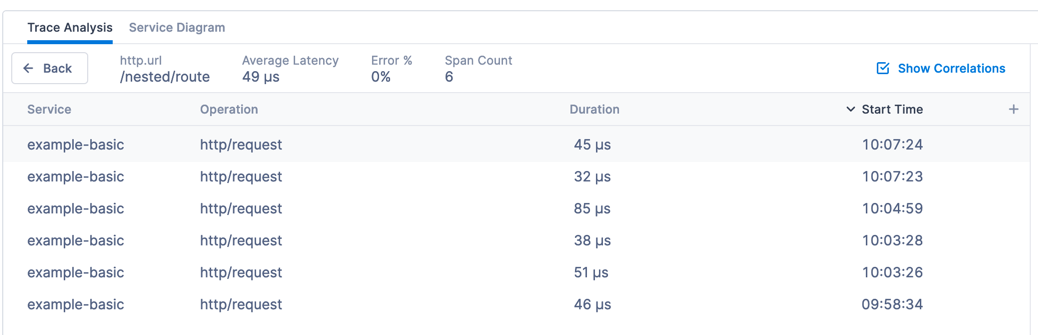 Trace Analysis Service Diagram
Back http.url Average Latency Error % Span Count Show Correlations
/nested/route 49 µs 0% 6
Service Operation Duration Start Time +
example-basic http/request 45 µs 10:07:24
example-basic http/request 32 µs 10:07:23
example-basic http/request 85 µs 10:04:59
example-basic http/request 38 µs 10:03:28
example-basic http/request 51 µs 10:03:26
example-basic http/request 46 µs 09:58:34